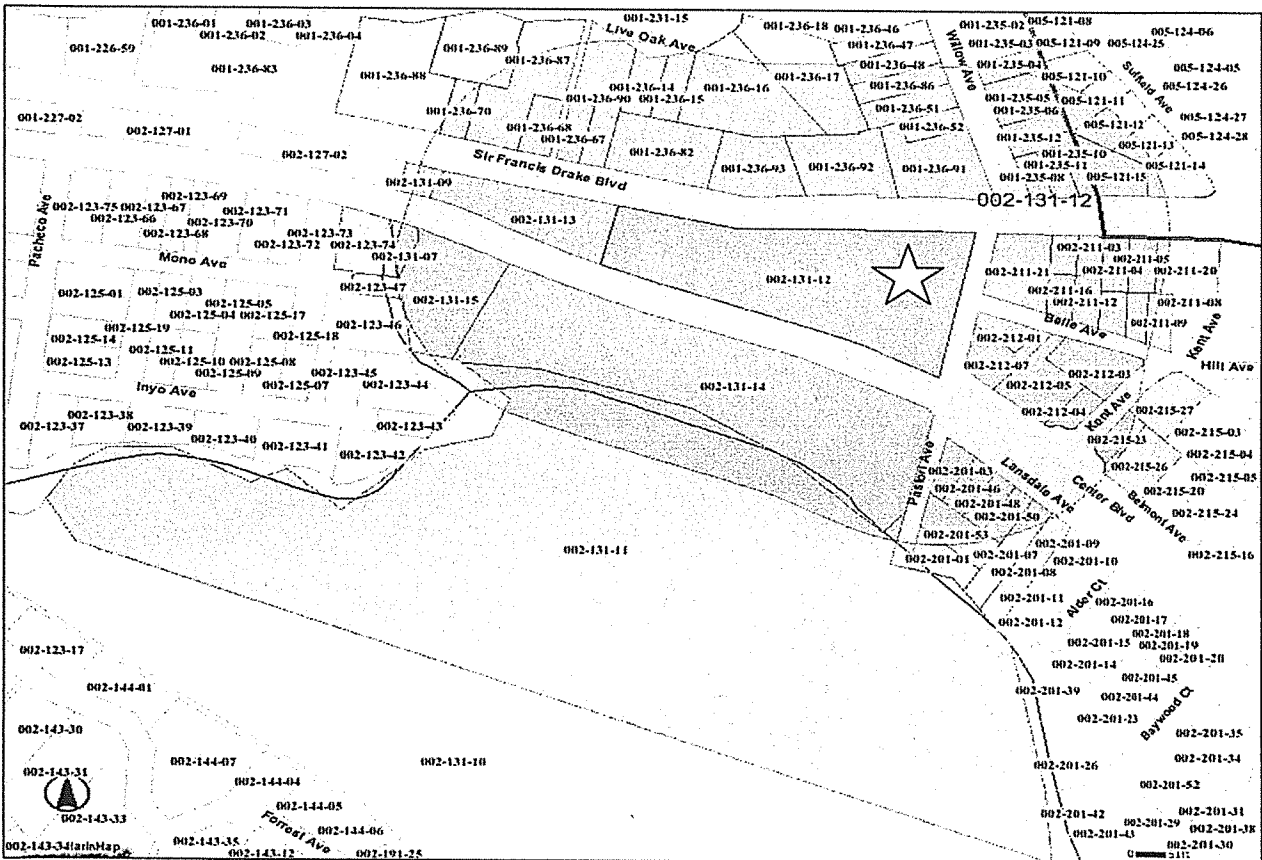 001-236-01 001-236-03 001-231-15 001-236-18 001-236-46 001-235-02 005-121-08
001-236-02 001-236-04 Live Oak Ave 001-236-47 001-235-03 005-121-09 005-124-25 005-124-06
001-226-59 001-236-89 001-236-87 001-236-48 001-235-04
001-236-83 001-236-88 001-236-17 005-121-10 Suffield Ave 005-124-05
001-236-14 001-236-16 001-236-86 Willow Ave 005-124-26
001-236-90 001-236-15 001-235-05 005-121-11
001-236-70 001-236-51 001-235-06 005-124-27
001-227-02 002-127-01 001-236-68 001-236-52 005-121-12 005-124-28
001-236-67 001-235-12 005-121-13
002-127-02 001-236-82 001-235-10
Sir Francis Drake Blvd 001-236-93 001-236-92 001-236-91 001-235-11 005-121-14
002-131-09 001-235-08 005-121-15
002-123-69 002-131-12
002-123-75 002-123-67 002-123-71
002-123-66 002-123-70 002-131-13
002-123-68 002-123-73
Pacheco Ave 002-123-72 002-123-74 002-211-03
Mono Ave 002-131-07 002-211-05
002-211-21 002-211-04 002-211-20
002-123-47 002-131-12
002-125-01 002-125-03 002-131-15 002-211-16
002-125-05 002-211-12 002-211-08
002-125-04 002-125-17 002-211-09
002-125-19 002-123-46 Belle Ave
002-125-14 002-125-18 002-212-01 Kent Ave
002-125-11
002-125-13 002-125-10 002-125-08 002-212-07 Hill Ave
002-125-09 002-123-45 002-212-03
Inyo Ave 002-125-07 002-123-44 002-131-14 002-212-05
002-123-38 002-212-04 Kent Ave 002-215-27
002-123-37 002-123-39 002-123-43
002-123-40 002-123-41 002-215-23 002-215-03
002-123-42 002-215-04
Pastori Ave 002-201-03 Lansdale Ave 002-215-26
002-201-46 Center Blvd 002-215-20 002-215-05
002-201-48 Belmont Ave
002-201-50 002-215-24
002-201-53
002-131-11 002-201-09
002-201-01 002-201-07 002-201-10 002-215-16
002-201-08
002-201-11 Alder Ct 002-201-16
002-201-12 002-201-17
002-201-18
002-123-17 002-201-15 002-201-19
002-201-14 002-201-20
002-144-01 002-201-45
002-201-39 002-201-44
002-143-30 002-201-23 Baywood Ct
002-201-35
002-144-07 002-131-10 002-201-34
002-143-31 002-144-04 002-201-26
002-201-52
002-144-05
002-143-33 Forrest Ave 002-144-06 002-201-42 002-201-29 002-201-31
002-143-35 002-201-43 002-201-38
002-143-34 002-143-12 002-191-25 002-201-30